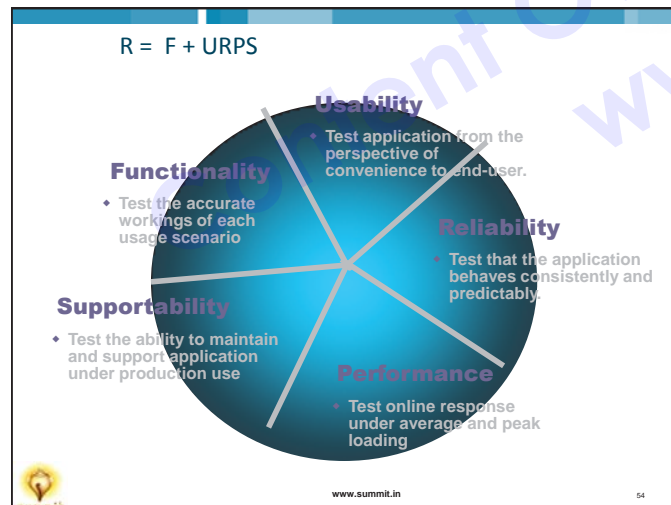 R = F + URPS
Usability
Test application from the
perspective of
convenience to end-user.
Functionality
Test the accurate
workings of each
usage scenario
Reliability
Test that the application
behaves consistently and
predictably.
Supportability
Test the ability to maintain
and support application
under production use
Performance
Test online response
under average and peak
loading
www.summit.in
54